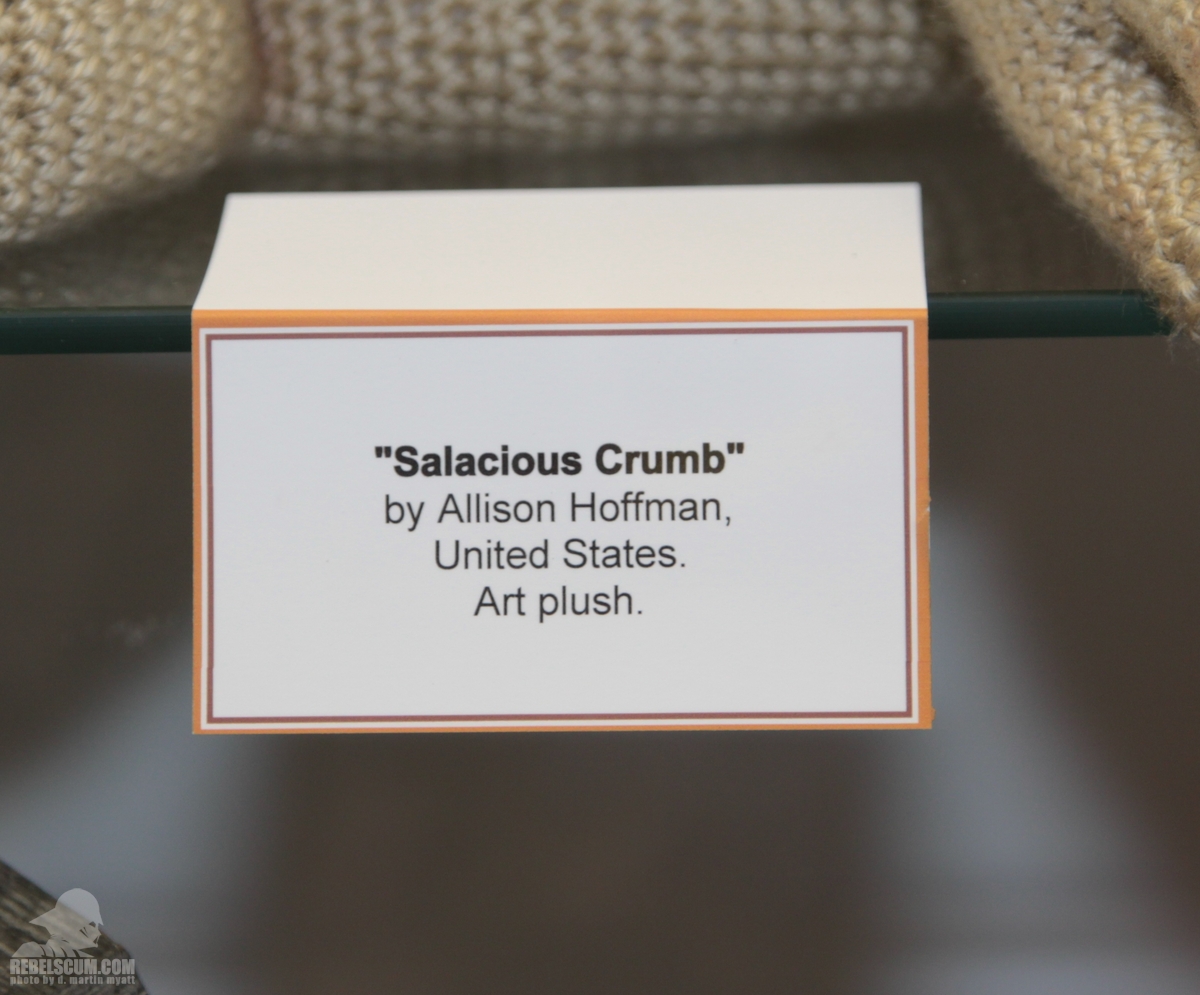 "Salacious Crumb"
by Allison Hoffman,
United States.
Art plush.
REBELSCUM.COM
photo by d. martin myatt